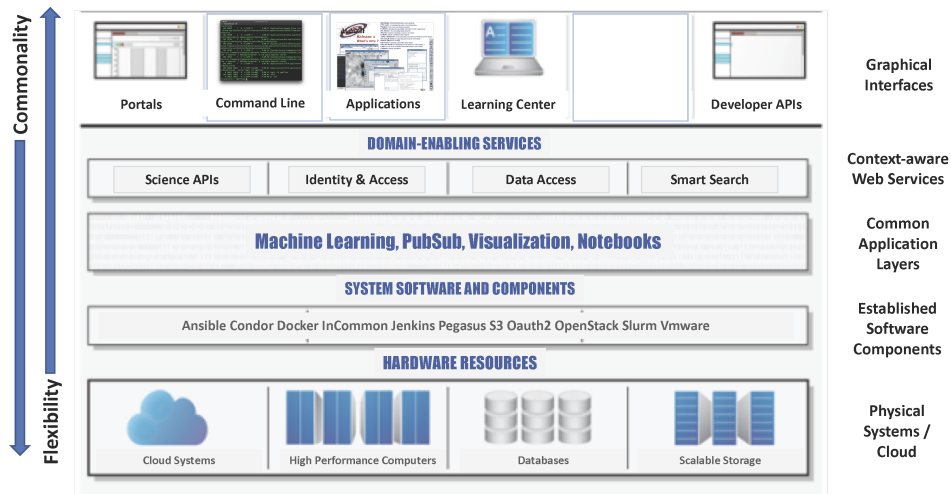 Commonality
Flexibility
Portals
Command Line
Applications
Learning Center
Developer APIs
Graphical
Interfaces
DOMAIN-ENABLING SERVICES
Science APIs
Identity & Access
Data Access
Smart Search
Context-aware
Web Services
Machine Learning, PubSub, Visualization, Notebooks
Common
Application
Layers
SYSTEM SOFTWARE AND COMPONENTS
Ansible Condor Docker InCommon Jenkins Pegasus S3 Oauth2 OpenStack Slurm Vmware
Established
Software
Components
HARDWARE RESOURCES
Cloud Systems
High Performance Computers
Databases
Scalable Storage
Physical
Systems /
Cloud
A